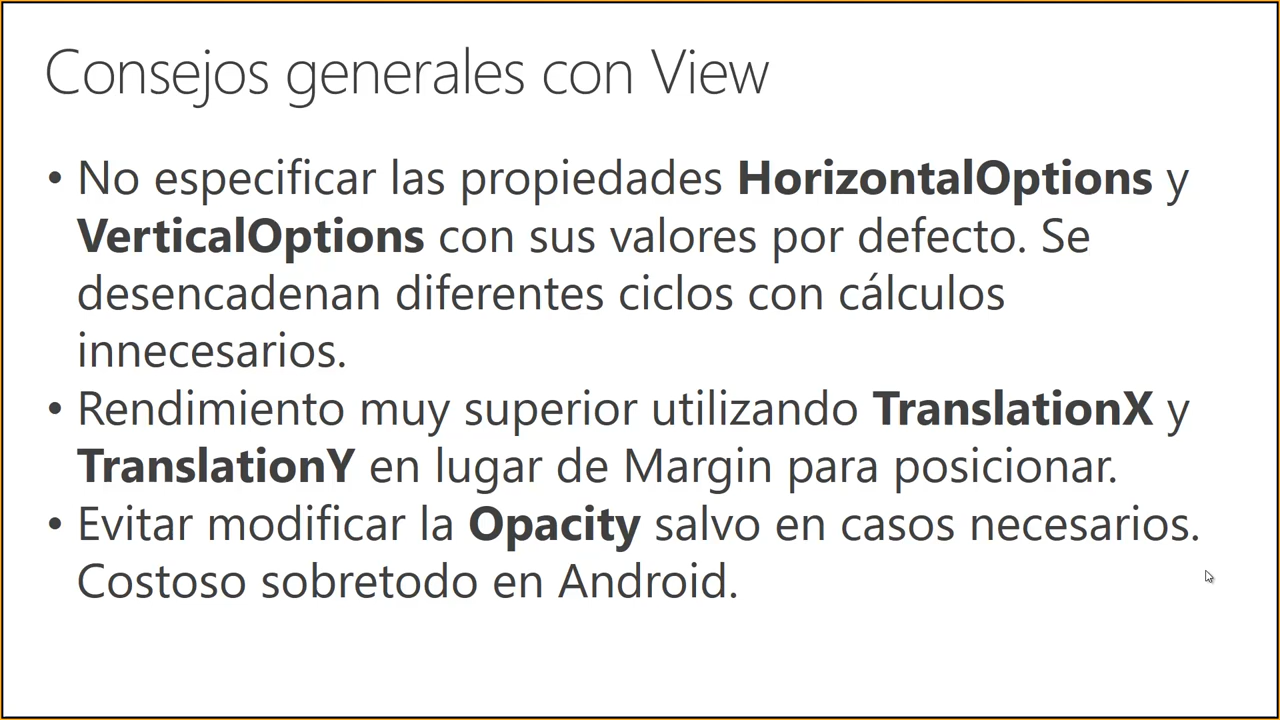 Consejos generales con View
• No especificar las propiedades HorizontalOptions y
VerticalOptions con sus valores por defecto. Se
desencadenan diferentes ciclos con cálculos
innecesarios.
• Rendimiento muy superior utilizando TranslationX y
TranslationY en lugar de Margin para posicionar.
• Evitar modificar la Opacity salvo en casos necesarios.
Costoso sobretodo en Android.